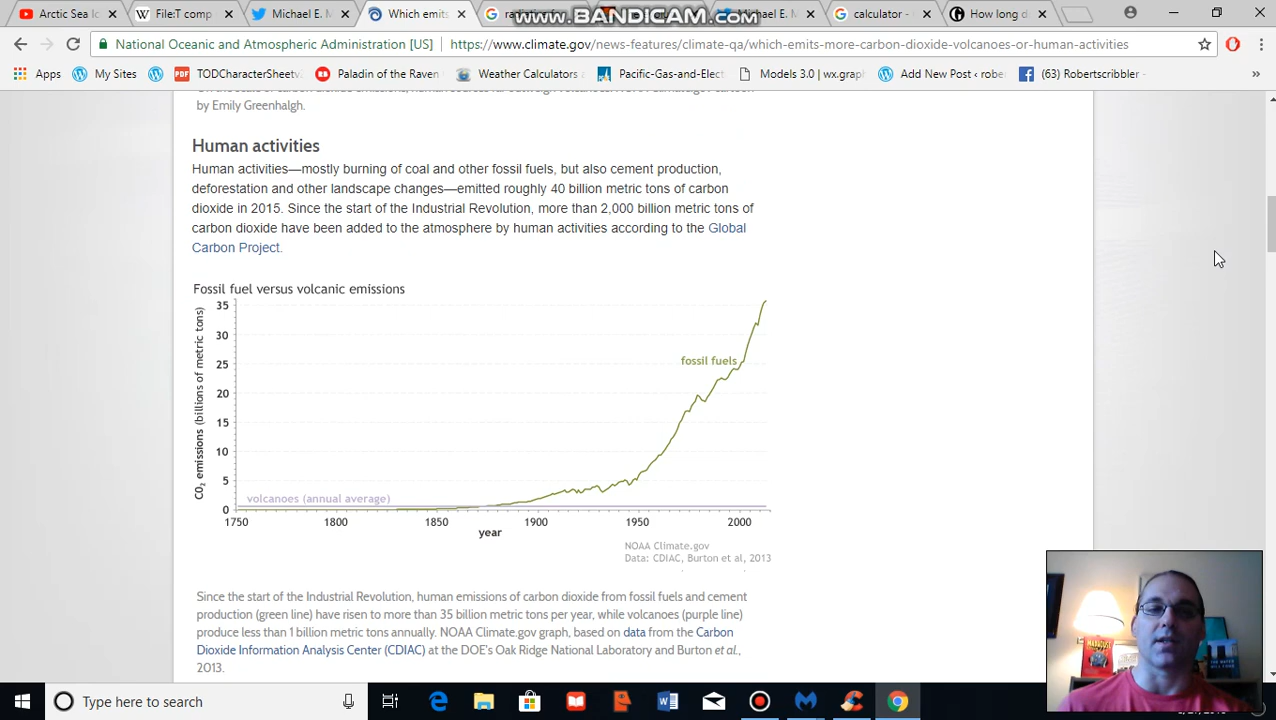 Arctic Sea Ic
File:T comp
Michael E. M
Which emits
www.BANDICAM.com
Michael E. M
calculator -
How long d
National Oceanic and Atmospheric Administration [US]
https://www.climate.gov/news-features/climate-qa/which-emits-more-carbon-dioxide-volcanoes-or-human-activities
Apps
My Sites
TODCharacterSheet
Paladin of the Raven
Weather Calculators
Pacific-Gas-and-Elect
Models 3.0 | wx.graph
Add New Post ‹ rober
(63) Robertscribbler -
by Emily Greenhalgh.
Human activities
Human activities—mostly burning of coal and other fossil fuels, but also cement production,
deforestation and other landscape changes—emitted roughly 40 billion metric tons of carbon
dioxide in 2015. Since the start of the Industrial Revolution, more than 2,000 billion metric tons of
carbon dioxide have been added to the atmosphere by human activities according to the Global
Carbon Project.
Fossil fuel versus volcanic emissions
35
30
25
20
15
10
5
0
CO2 emissions (billions of metric tons)
fossil fuels
volcanoes (annual average)
1750 1800 1850 1900 1950 2000
year
NOAA Climate.gov
Data: CDIAC, Burton et al, 2013
Since the start of the Industrial Revolution, human emissions of carbon dioxide from fossil fuels and cement
production (green line) have risen to more than 35 billion metric tons per year, while volcanoes (purple line)
produce less than 1 billion metric tons annually. NOAA Climate.gov graph, based on data from the Carbon
Dioxide Information Analysis Center (CDIAC) at the DOE's Oak Ridge National Laboratory and Burton et al.,
2013.
Type here to search